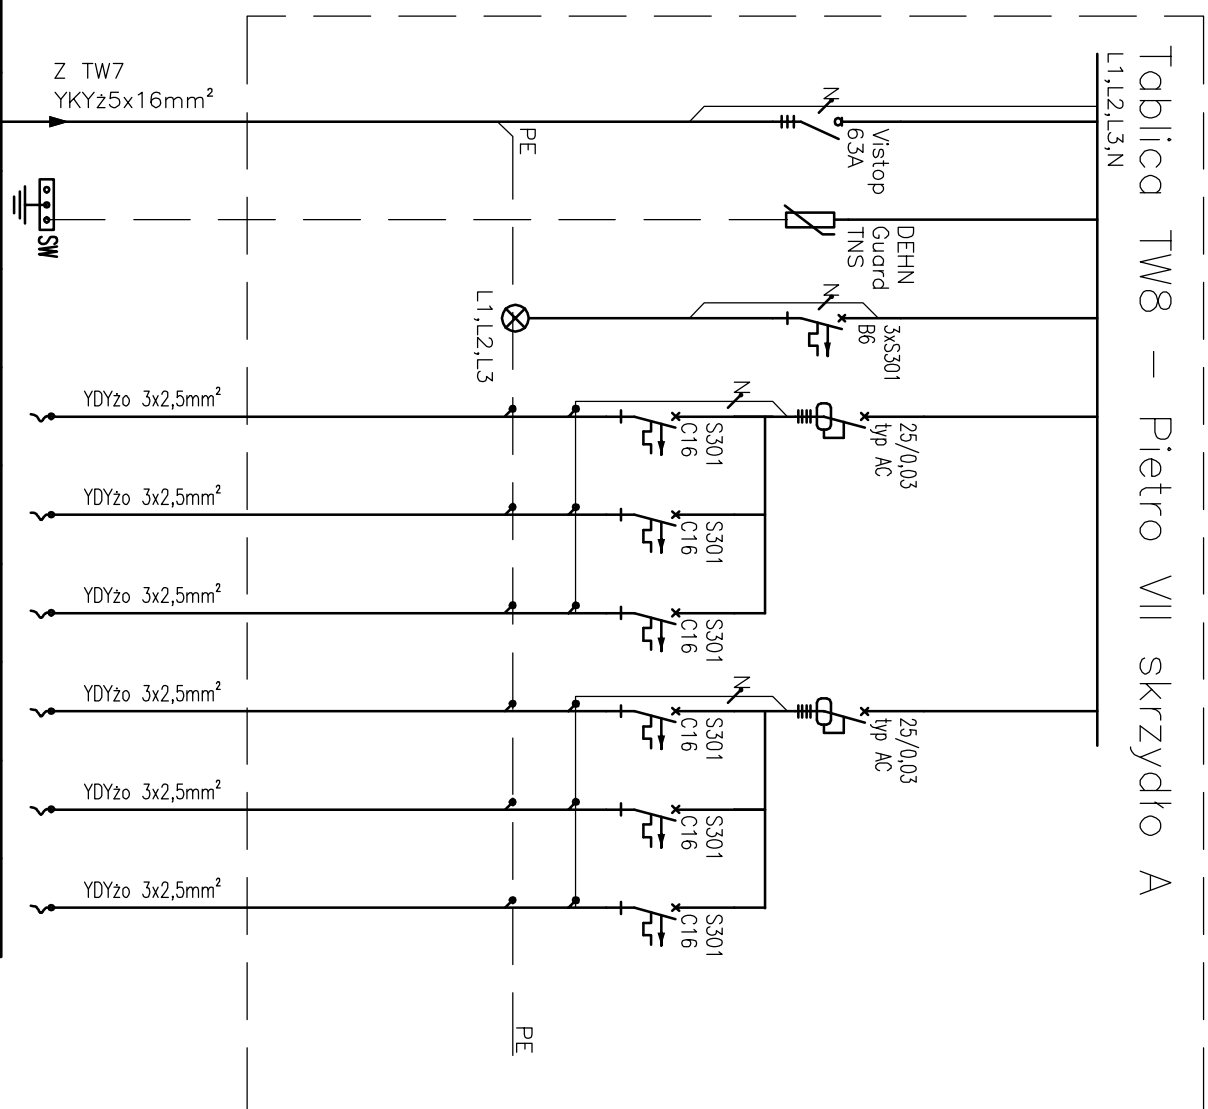 Tablica TW8 – Pietro VII skrzydło A
L1,L2,L3,N
Z TW7
YKYż5x16mm²
PE
N
Vistop
63A
SW
DEHN
Guard
TNS
L1,L2,L3
N
3xS301
B6
YDYżo 3x2,5mm²
N
S301
C16
25/0,03
typ AC
YDYżo 3x2,5mm²
S301
C16
YDYżo 3x2,5mm²
S301
C16
YDYżo 3x2,5mm²
N
S301
C16
25/0,03
typ AC
YDYżo 3x2,5mm²
S301
C16
YDYżo 3x2,5mm²
S301
C16
PE